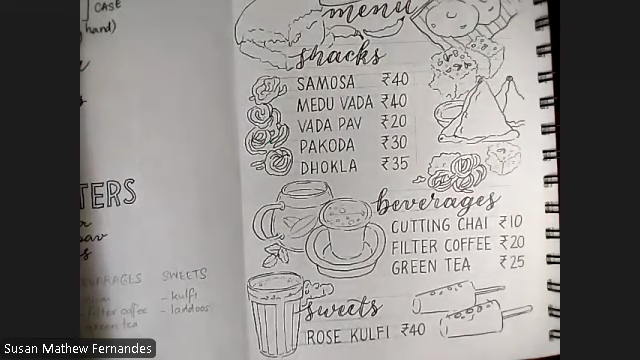 CASE
hand)
TERS
SWEETS
- kulfi
- filter coffee
- laddoos
green tea
menu
snacks
SAMOSA ₹40
MEDU VADA ₹40
VADA PAV ₹20
PAKODA ₹30
DHOKLA ₹35
beverages
CUTTING CHAI ₹10
FILTER COFFEE ₹20
GREEN TEA ₹25
sweets
ROSE KULFI ₹40
Susan Mathew Fernandes